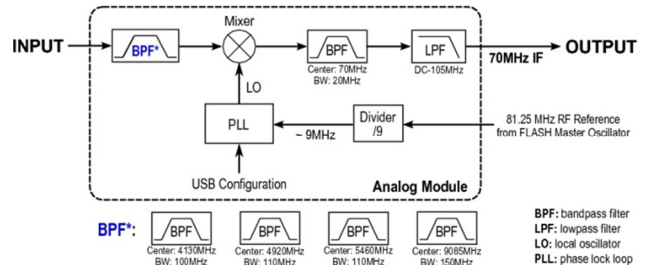 Mixer
INPUT
BPF*
BPF
LPF
OUTPUT
Center: 70MHz
BW: 20MHz
DC-105MHz
70MHz IF
LO
PLL
~ 9MHz
Divider
/9
81.25 MHz RF Reference
from FLASH Master Oscillator
USB Configuration
Analog Module
BPF*:
BPF
BPF
BPF
BPF
Center: 4130MHz
BW: 100MHz
Center: 4920MHz
BW: 110MHz
Center: 5460MHz
BW: 110MHz
Center: 9085MHz
BW: 150MHz
BPF: bandpass filter
LPF: lowpass filter
LO: local oscillator
PLL: phase lock loop